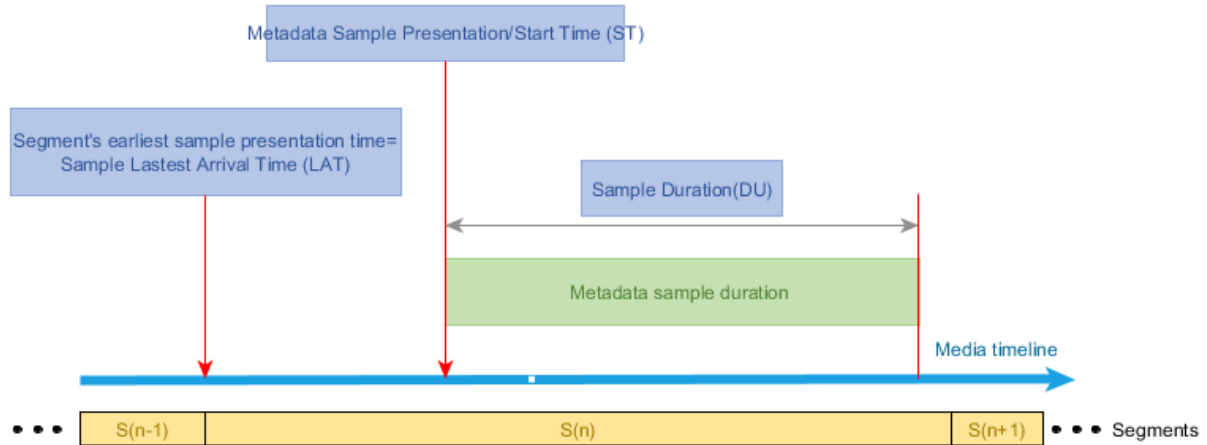 Metadata Sample Presentation/Start Time (ST)
Segment's earliest sample presentation time=
Sample Lastest Arrival Time (LAT)
Sample Duration(DU)
Metadata sample duration
Media timeline
S(n-1)
S(n)
S(n+1)
Segments